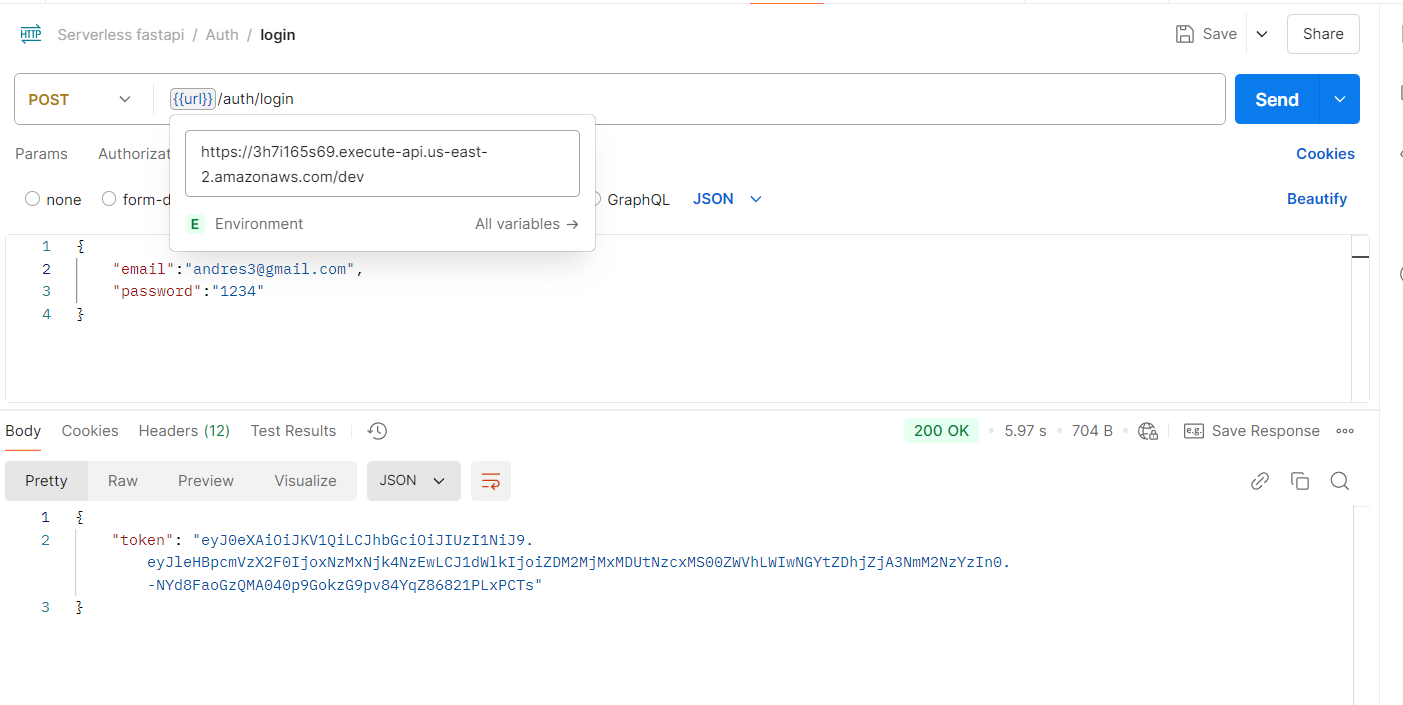 HTTP Serverless fastapi / Auth / login Save Share
POST {{url}}/auth/login Send
https://3h7i165s69.execute-api.us-east-
2.amazonaws.com/dev
E Environment All variables →
Params Authorizat Cookies
none form-d GraphQL JSON Beautify
1 {
2 "email":"andres3@gmail.com",
3 "password":"1234"
4 }
Body Cookies Headers (12) Test Results 200 OK • 5.97 s • 704 B • e.g. Save Response
Pretty Raw Preview Visualize JSON
1 {
2 "token": "eyJ0eXAiOiJKV1QiLCJhbGciOiJIUzI1NiJ9.
eyJleHBpcmVzX2F0IjoxNzMxNjk4NzEwLCJ1dWlkIjoiZDM2MjMxMDUtNzcxMS00ZWVhLWIwNGYtZDhjZjA3NmM2NzYzIn0.
-NYd8FaoGzQMA040p9GokzG9pv84YqZ86821PLxPCTs"
3 }